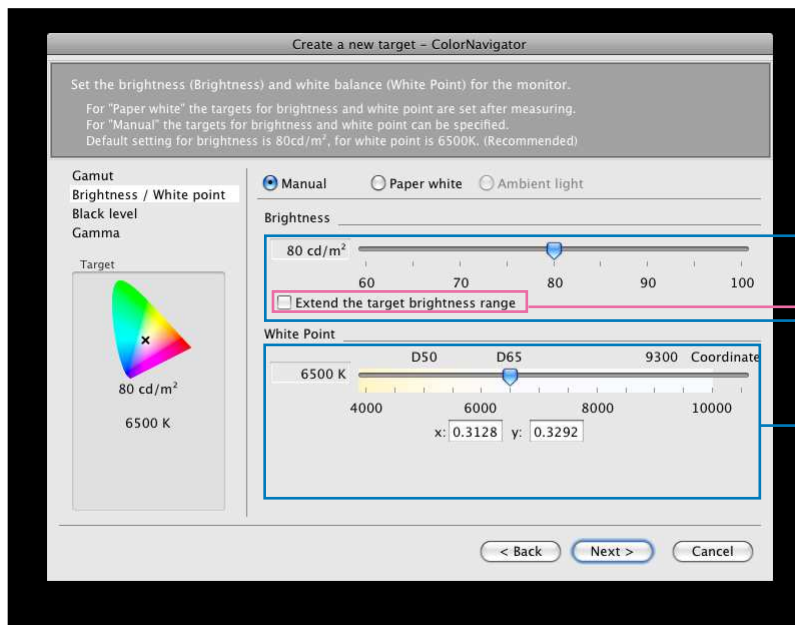 Create a new target – ColorNavigator
Set the brightness (Brightness) and white balance (White Point) for the monitor.
For "Paper white" the targets for brightness and white point are set after measuring.
For "Manual" the targets for brightness and white point can be specified.
Default setting for brightness is 80cd/m², for white point is 6500K. (Recommended)
Gamut
Brightness / White point
Black level
Gamma
Target
80 cd/m²
6500 K
Manual Paper white Ambient light
Brightness
80 cd/m²
60 70 80 90 100
Extend the target brightness range
White Point
D50 D65 9300 Coordinate
6500 K
4000 6000 8000 10000
x: 0.3128 y: 0.3292
< Back Next > Cancel